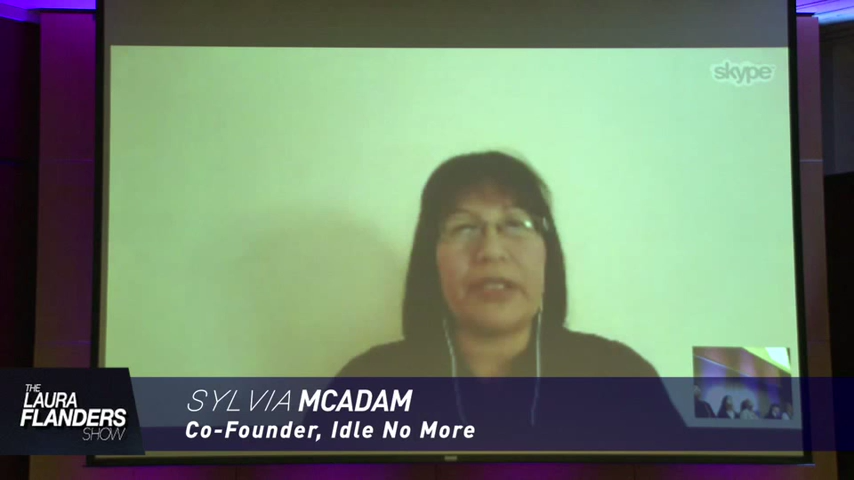 skype
THE
LAURA
FLANDERS
SHOW
SYLVIA MCADAM
Co-Founder, Idle No More